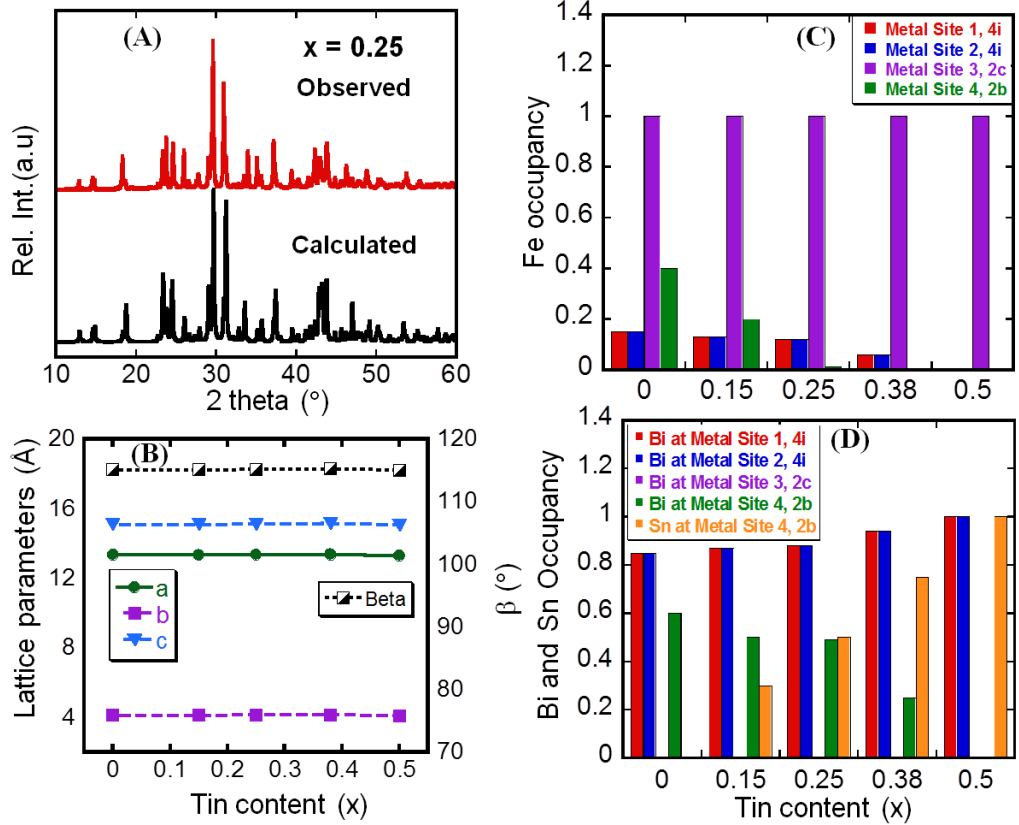 (A)
x = 0.25
Observed
Calculated
Rel. Int.(a.u)
10 20 30 40 50 60
2 theta (°)
(C)
Metal Site 1, 4i
Metal Site 2, 4i
Metal Site 3, 2c
Metal Site 4, 2b
Fe occupancy
1.4
1.2
1
0.8
0.6
0.4
0.2
0
0 0.15 0.25 0.38 0.5
(B)
Lattice parameters (Å)
20
16
12
8
4
a
b
c
Beta
β (°)
120
110
100
90
80
70
0 0.1 0.2 0.3 0.4 0.5
Tin content (x)
(D)
Bi at Metal Site 1, 4i
Bi at Metal Site 2, 4i
Bi at Metal Site 3, 2c
Bi at Metal Site 4, 2b
Sn at Metal Site 4, 2b
Bi and Sn Occupancy
1.4
1.2
1
0.8
0.6
0.4
0.2
0
0 0.15 0.25 0.38 0.5
Tin content (x)